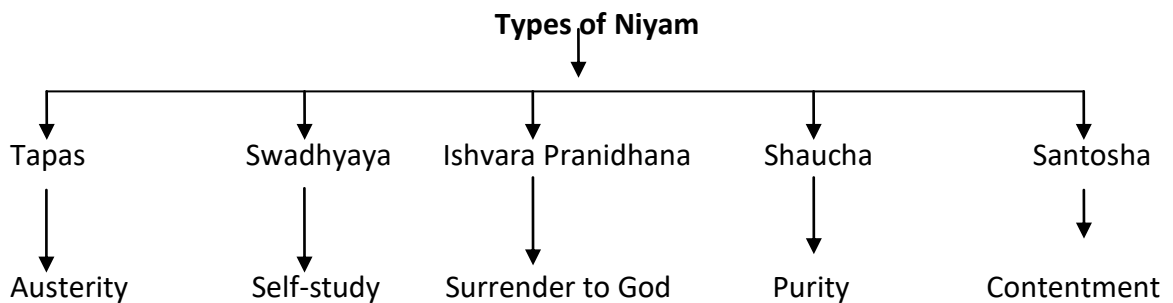 Types of Niyam
Tapas Swadhyaya Ishvara Pranidhana Shaucha Santosha
Austerity Self-study Surrender to God Purity Contentment